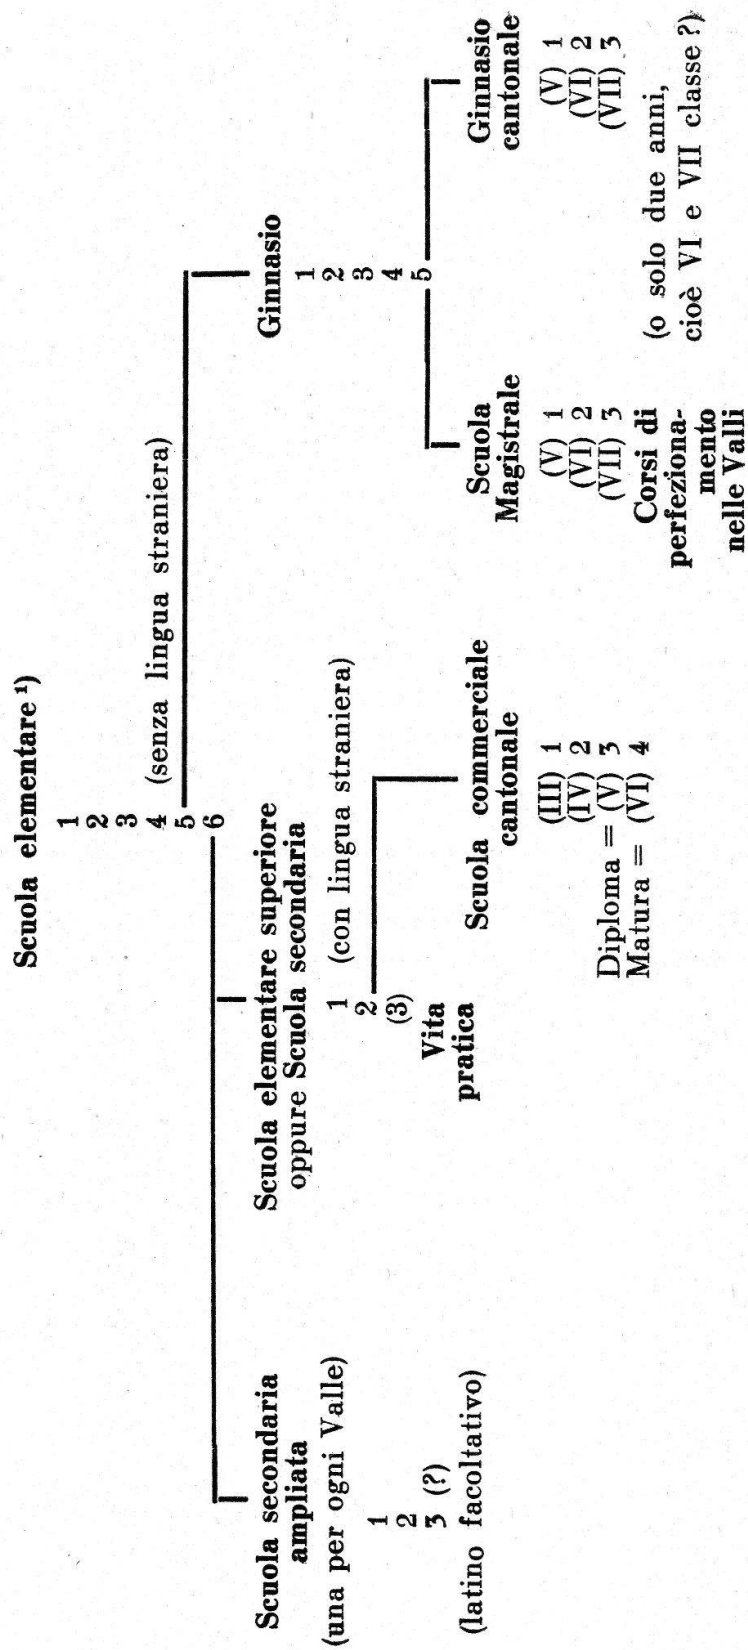 Scuola elementare ¹)
1
2
3
4 (senza lingua straniera)
5
6
Scuola secondaria
ampliata
(una per ogni Valle)
1
2
3 (?)
(latino facoltativo)
Scuola elementare superiore
oppure Scuola secondaria
1
2 (con lingua straniera)
(3)
Vita
pratica
Scuola commerciale
cantonale
(III) 1
(IV) 2
Diploma = (V) 3
Matura = (VI) 4
Ginnasio
1
2
3
4
5
Scuola
Magistrale
(V) 1
(VI) 2
(VII) 3
Corsi di
perfeziona-
mento
nelle Valli
Ginnasio
cantonale
(V) 1
(VI) 2
(VII) 3
(o solo due anni,
cioè VI e VII classe ?)